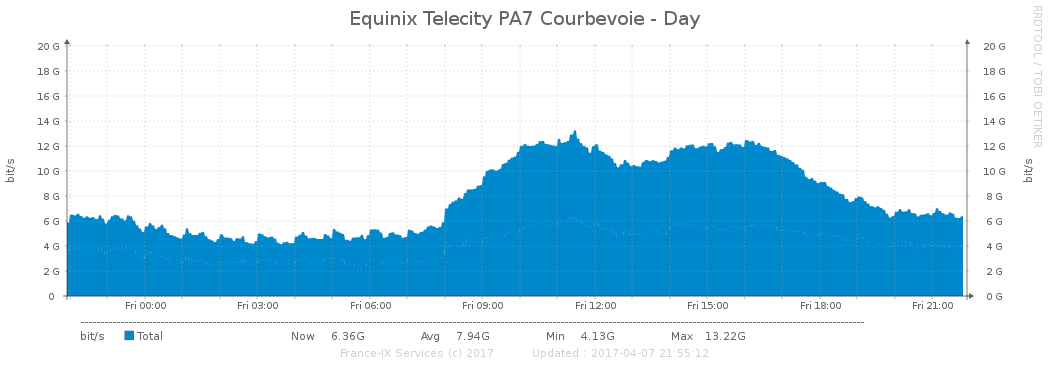 Equinix Telecity PA7 Courbevoie - Day
RRDTOOL / TOBI OETIKER
bit/s
bit/s
20 G 20 G
18 G 18 G
16 G 16 G
14 G 14 G
12 G 12 G
10 G 10 G
8 G 8 G
6 G 6 G
4 G 4 G
2 G 2 G
0 0 G
Fri 00:00 Fri 03:00 Fri 06:00 Fri 09:00 Fri 12:00 Fri 15:00 Fri 18:00 Fri 21:00
bit/s Total Now 6.36G Avg 7.94G Min 4.13G Max 13.22G
France-IX Services (c) 2017 Updated : 2017-04-07 21:55:12